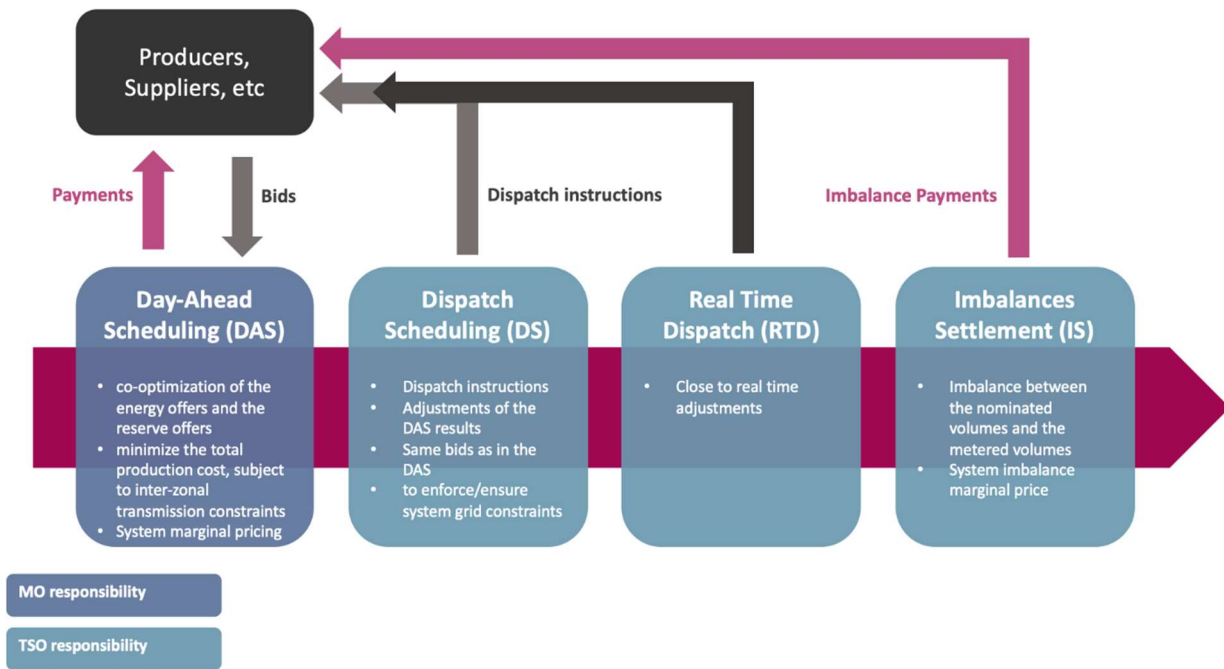 Producers,
Suppliers, etc
Payments
Bids
Dispatch instructions
Imbalance Payments
Day-Ahead
Scheduling (DAS)
• co-optimization of the
energy offers and the
reserve offers
• minimize the total
production cost, subject
to inter-zonal
transmission constraints
• System marginal pricing
Dispatch
Scheduling (DS)
• Dispatch instructions
• Adjustments of the
DAS results
• Same bids as in the
DAS
• to enforce/ensure
system grid constraints
Real Time
Dispatch (RTD)
• Close to real time
adjustments
Imbalances
Settlement (IS)
• Imbalance between
the nominated
volumes and the
metered volumes
• System imbalance
marginal price
MO responsibility
TSO responsibility